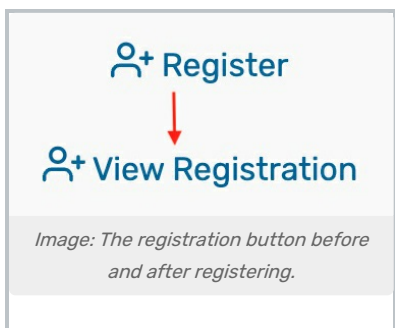 Register
View Registration
Image: The registration button before
and after registering.